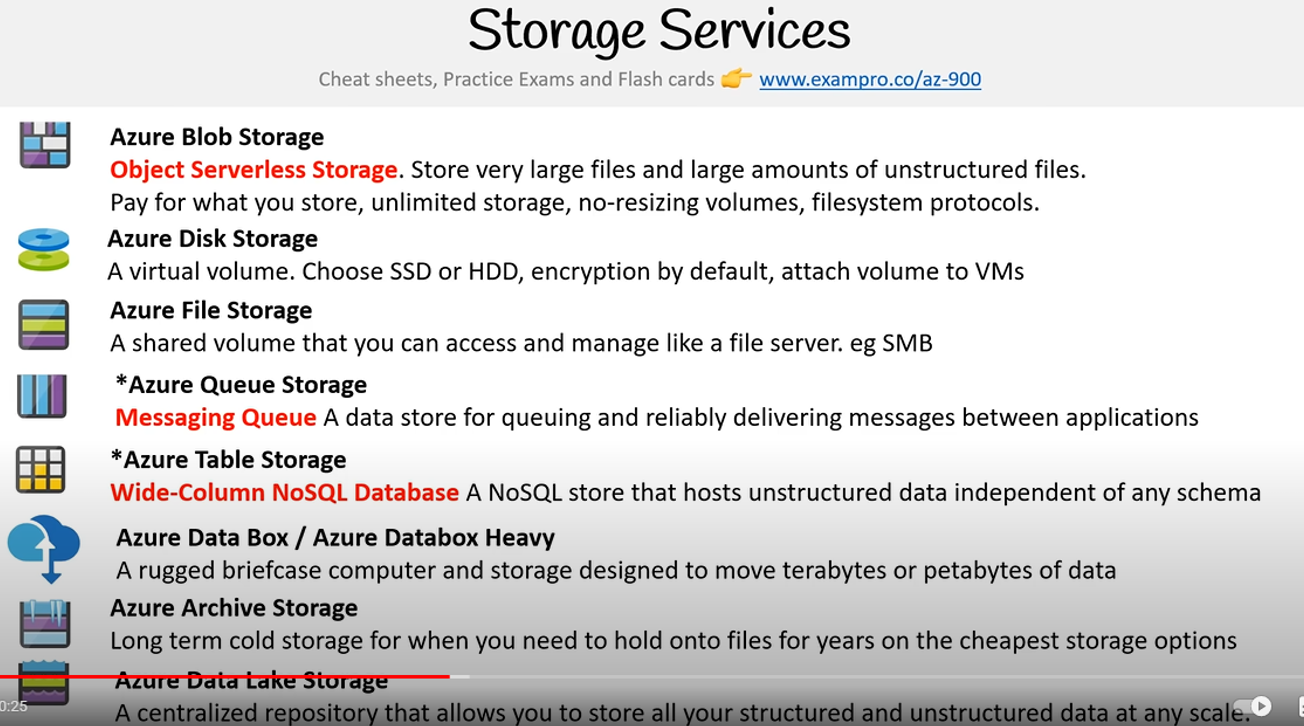 Storage Services
Cheat sheets, Practice Exams and Flash cards 👉 www.exampro.co/az-900
Azure Blob Storage
Object Serverless Storage. Store very large files and large amounts of unstructured files.
Pay for what you store, unlimited storage, no-resizing volumes, filesystem protocols.
Azure Disk Storage
A virtual volume. Choose SSD or HDD, encryption by default, attach volume to VMs
Azure File Storage
A shared volume that you can access and manage like a file server. eg SMB
*Azure Queue Storage
Messaging Queue A data store for queuing and reliably delivering messages between applications
*Azure Table Storage
Wide-Column NoSQL Database A NoSQL store that hosts unstructured data independent of any schema
Azure Data Box / Azure Databox Heavy
A rugged briefcase computer and storage designed to move terabytes or petabytes of data
Azure Archive Storage
Long term cold storage for when you need to hold onto files for years on the cheapest storage options
Azure Data Lake Storage
0:25
A centralized repository that allows you to store all your structured and unstructured data at any scale